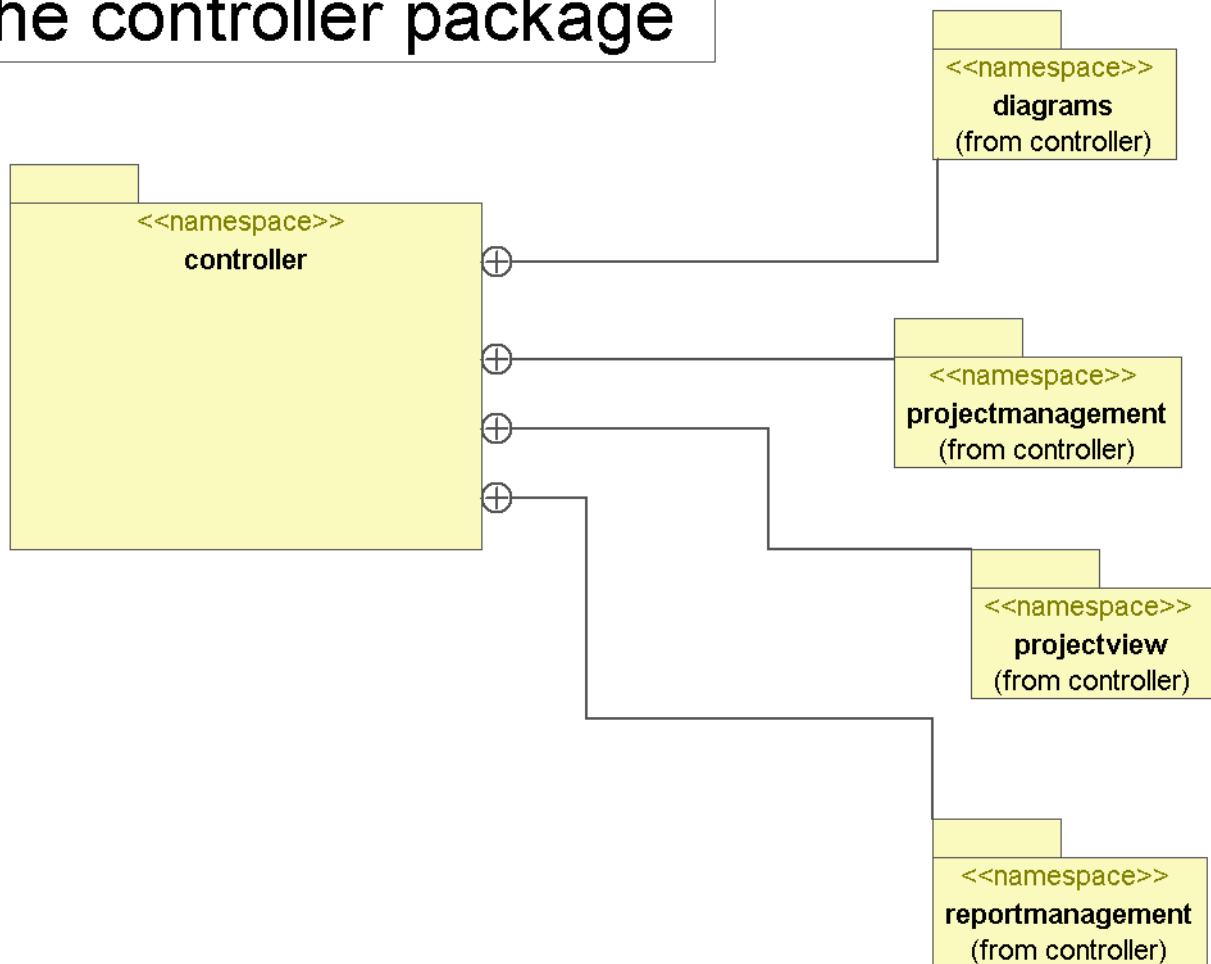 he controller package
<<namespace>>
diagrams
(from controller)
<<namespace>>
controller
<<namespace>>
projectmanagement
(from controller)
<<namespace>>
projectview
(from controller)
<<namespace>>
reportmanagement
(from controller)